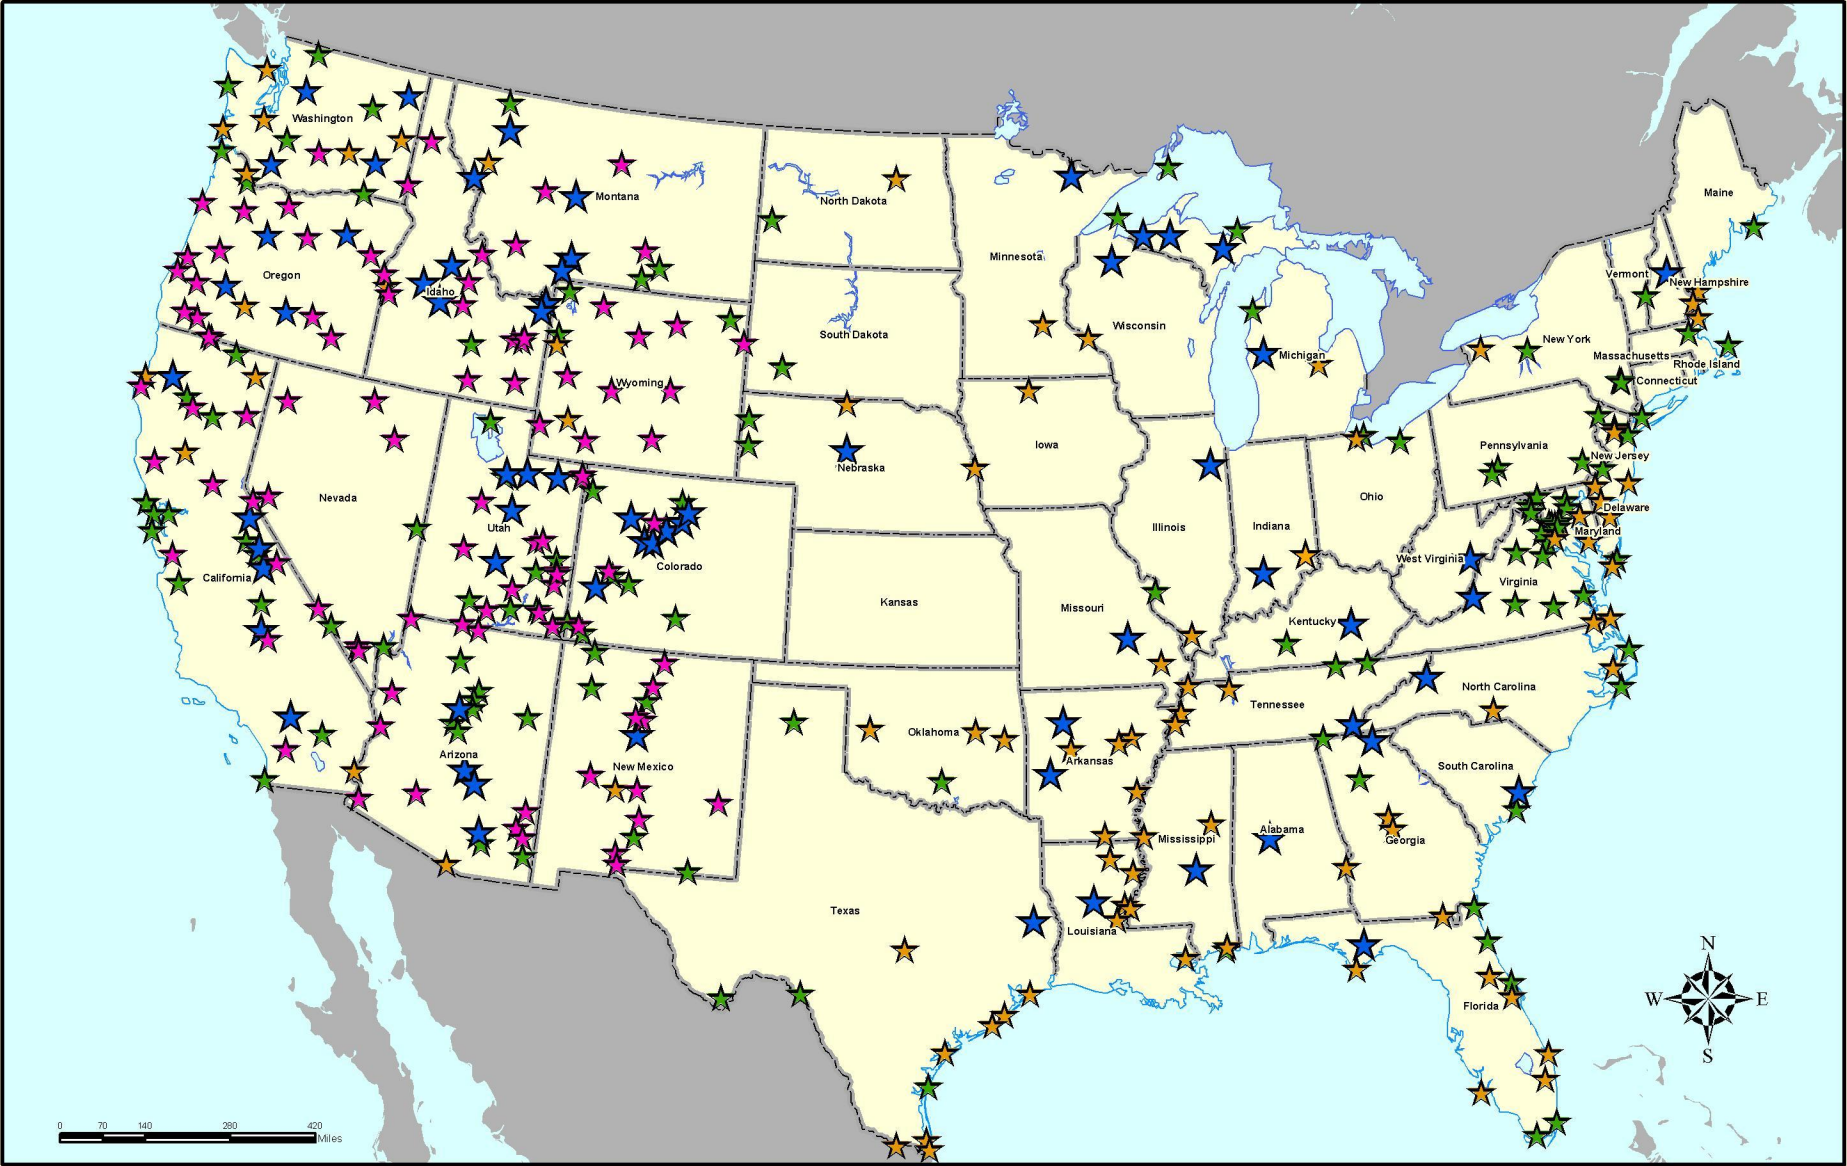 Washington
Montana
North Dakota
Minnesota
Maine
Vermont
New Hampshire
Oregon
Idaho
South Dakota
Wisconsin
Michigan
New York
Massachusetts
Rhode Island
Connecticut
Wyoming
Nebraska
Iowa
Pennsylvania
New Jersey
Nevada
Utah
Colorado
Illinois
Indiana
Ohio
Delaware
Maryland
West Virginia
Virginia
California
Kansas
Missouri
Kentucky
Arizona
New Mexico
Oklahoma
Arkansas
Tennessee
North Carolina
South Carolina
Mississippi
Alabama
Georgia
Texas
Louisiana
Florida
N
W
E
S
0 70 140 280 420
Miles